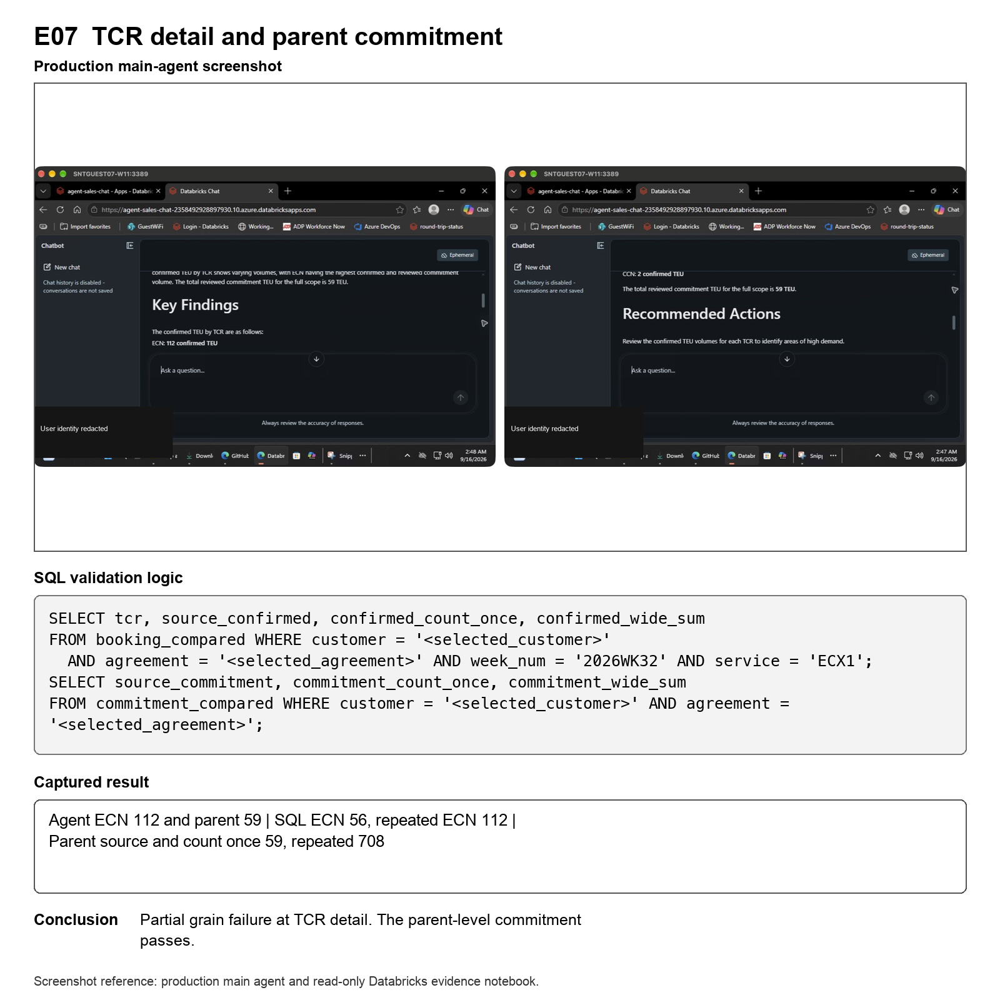 E07  TCR detail and parent commitment
Production main-agent screenshot
SNTGUEST07-W11:3389
agent-sales-chat - Apps - Databric
Databricks Chat
https://agent-sales-chat-2358492928897930.10.azure.databricksapps.com
Chat
Import favorites
GuestWiFi
Login - Databricks
Working...
ADP Workforce Now
Azure DevOps
round-trip-status
Chatbot
Ephemeral
New chat
Chat history is disabled -
conversations are not saved
confirmed TEU by TCR shows varying volumes, with ECN having the highest confirmed and reviewed commitment
volume. The total reviewed commitment TEU for the full scope is 59 TEU.
Key Findings
The confirmed TEU by TCR are as follows:
ECN: 112 confirmed TEU
Ask a question...
Always review the accuracy of responses.
User identity redacted
Downl
GitHub
Databr
Snipp
2:48 AM
9/16/2026
SNTGUEST07-W11:3389
agent-sales-chat - Apps - Databric
Databricks Chat
https://agent-sales-chat-2358492928897930.10.azure.databricksapps.com
Chat
Import favorites
GuestWiFi
Login - Databricks
Working...
ADP Workforce Now
Azure DevOps
round-trip-status
Chatbot
Ephemeral
New chat
Chat history is disabled -
conversations are not saved
CCN: 2 confirmed TEU
The total reviewed commitment TEU for the full scope is 59 TEU.
Recommended Actions
Review the confirmed TEU volumes for each TCR to identify areas of high demand.
Ask a question...
Always review the accuracy of responses.
User identity redacted
Downl
GitHub
Databr
Snipp
2:47 AM
9/16/2026
SQL validation logic
SELECT tcr, source_confirmed, confirmed_count_once, confirmed_wide_sum
FROM booking_compared WHERE customer = '<selected_customer>'
  AND agreement = '<selected_agreement>' AND week_num = '2026WK32' AND service = 'ECX1';
SELECT source_commitment, commitment_count_once, commitment_wide_sum
FROM commitment_compared WHERE customer = '<selected_customer>' AND agreement =
'<selected_agreement>';
Captured result
Agent ECN 112 and parent 59 | SQL ECN 56, repeated ECN 112 |
Parent source and count once 59, repeated 708
Conclusion
Partial grain failure at TCR detail. The parent-level commitment
passes.
Screenshot reference: production main agent and read-only Databricks evidence notebook.